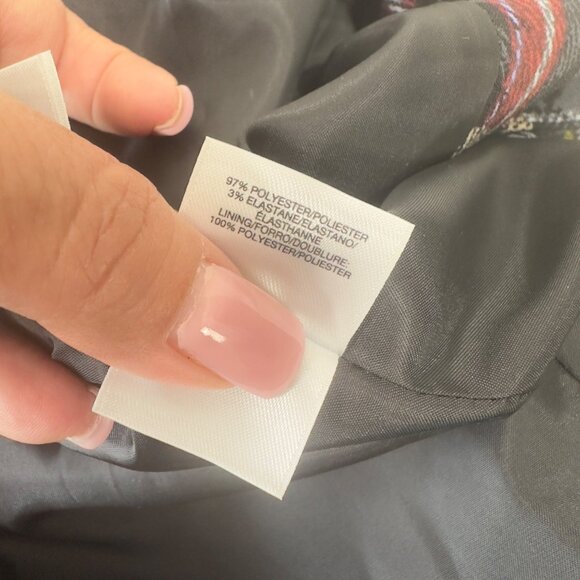 97% POLYESTER/POLIESTER
3% ELASTANE/ELASTANO/
ÉLASTHANNE
LINING/FORRO/DOUBLURE:
100% POLYESTER/POLIESTER